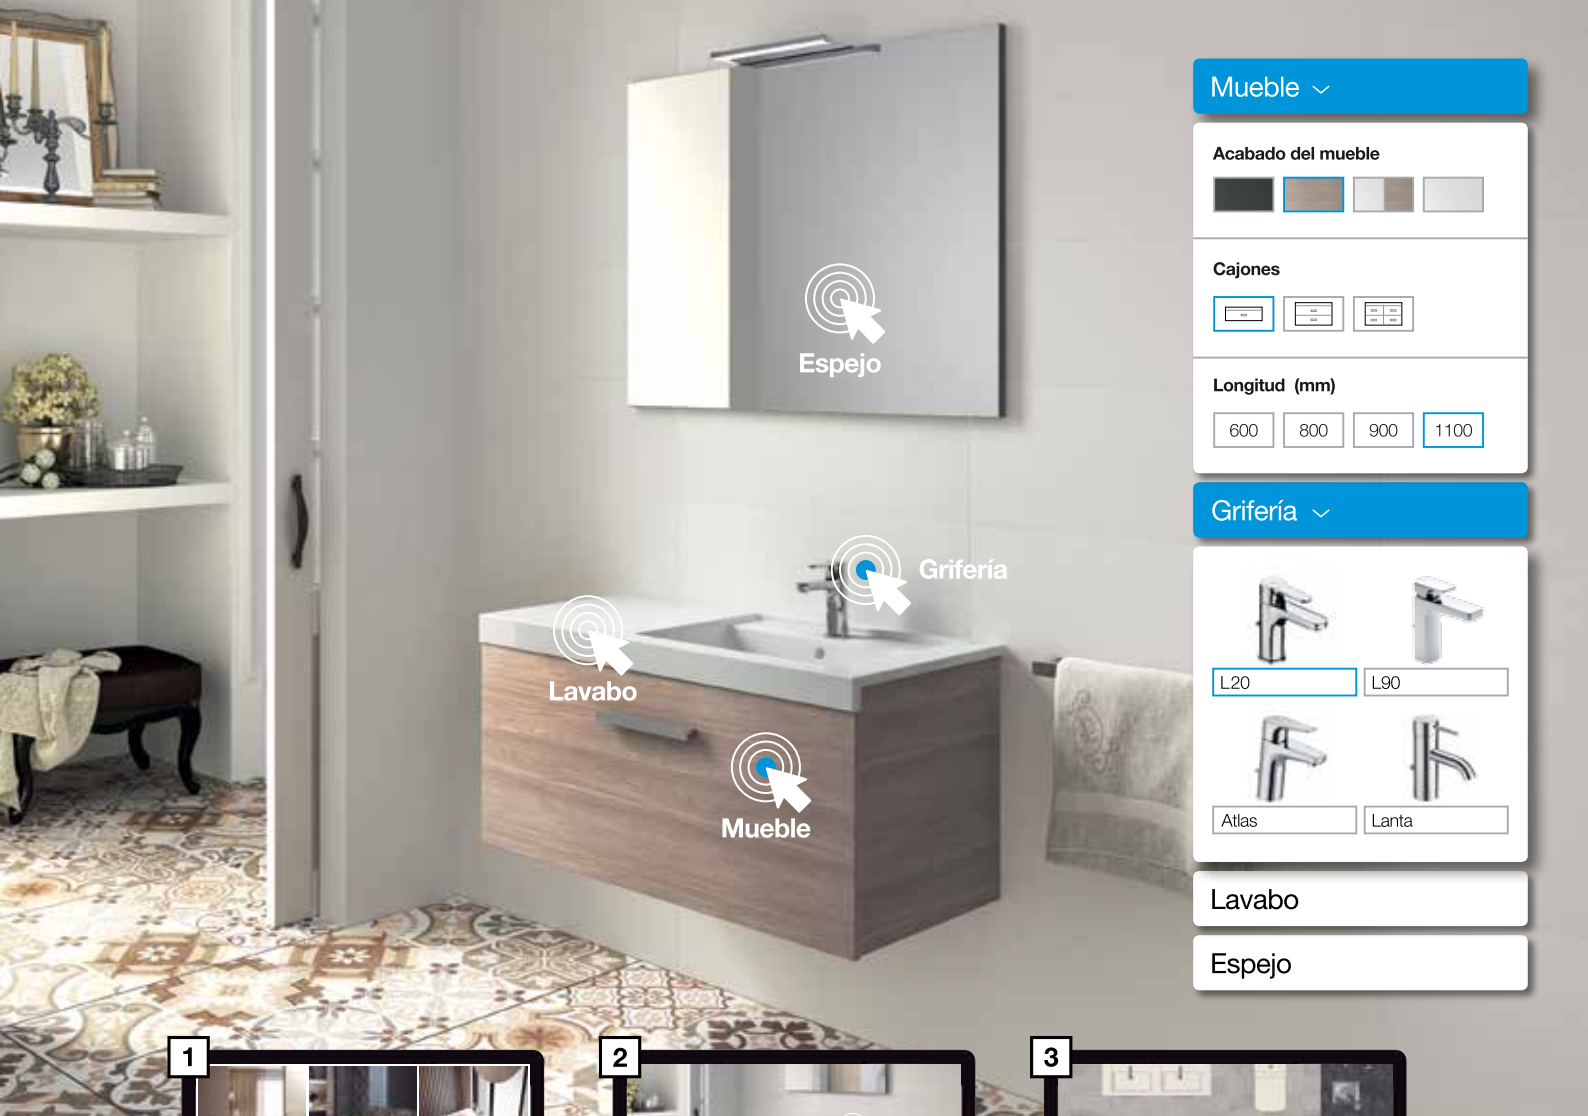 Mueble
Acabado del mueble
Cajones
Longitud (mm)
600 800 900 1100
Grifería
L20 L90
Atlas Lanta
Lavabo
Espejo
Espejo
Grifería
Lavabo
Mueble
1 2 3